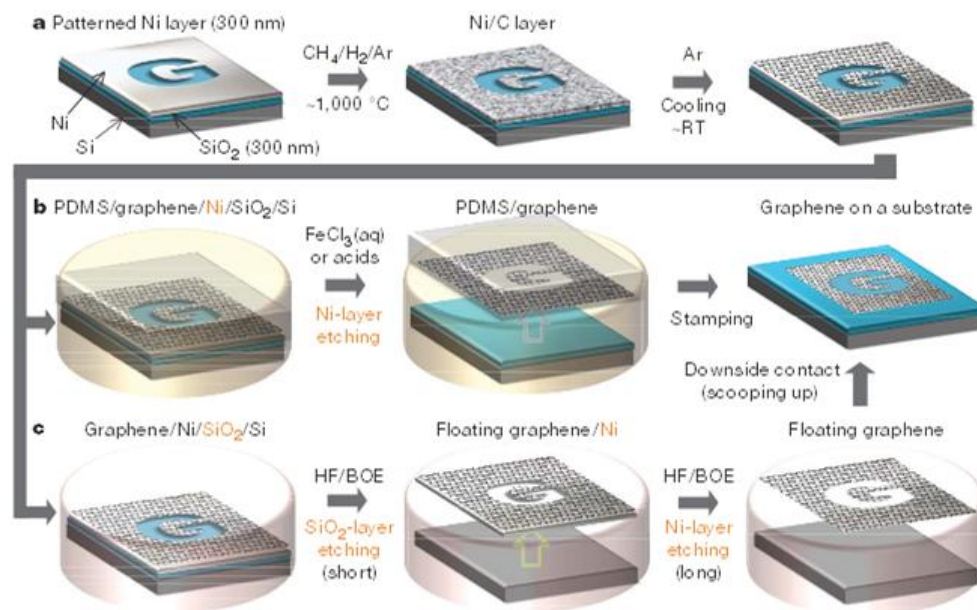 a Patterned Ni layer (300 nm)
Ni/C layer
CH₄/H₂/Ar
~1,000 °C
Ar
Cooling
~RT
Ni
Si
SiO₂ (300 nm)
b PDMS/graphene/Ni/SiO₂/Si
PDMS/graphene
Graphene on a substrate
FeCl₃(aq)
or acids
Ni-layer
etching
Stamping
Downside contact
(scooping up)
c Graphene/Ni/SiO₂/Si
Floating graphene/Ni
Floating graphene
HF/BOE
SiO₂-layer
etching
(short)
HF/BOE
Ni-layer
etching
(long)